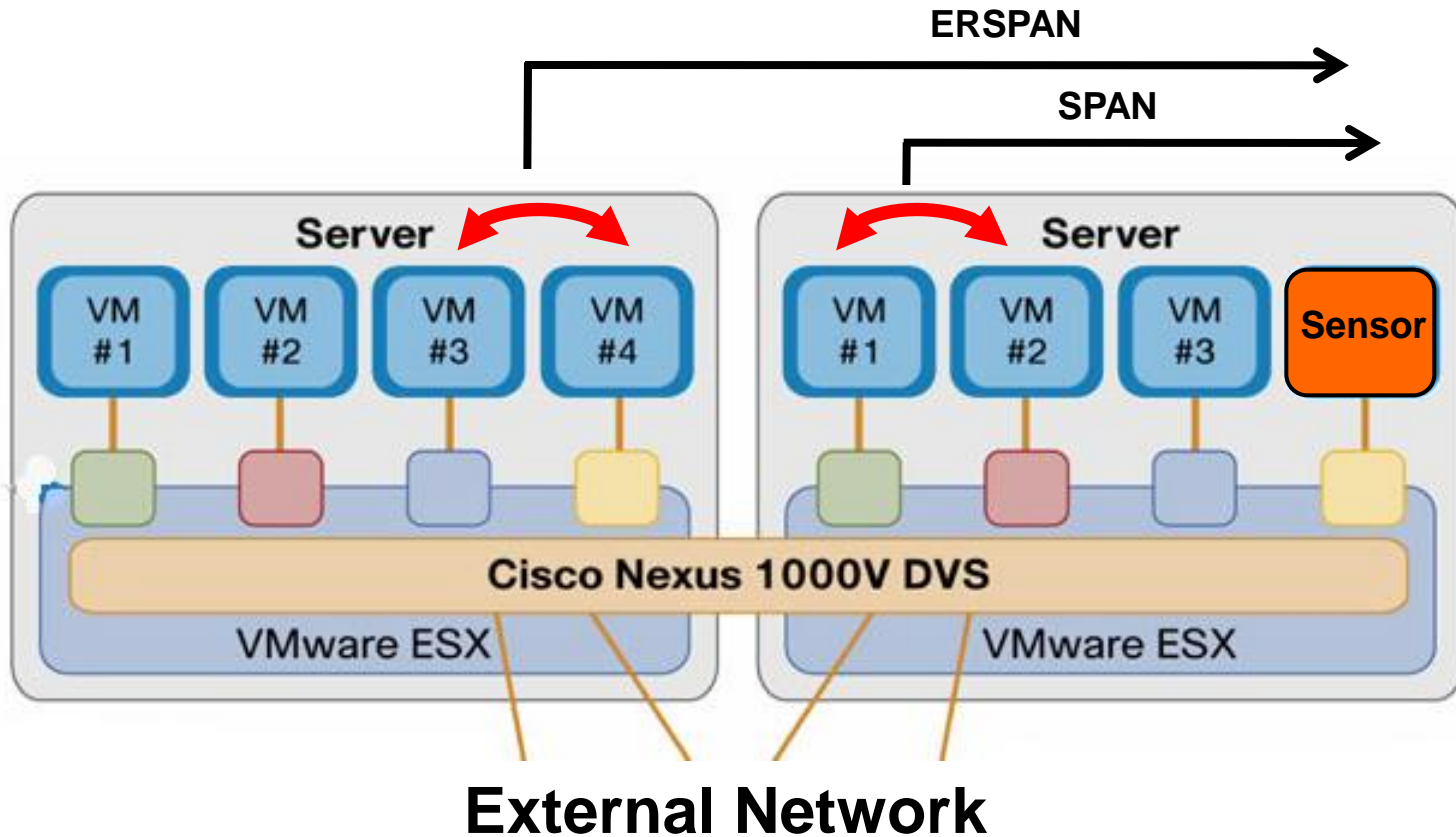 ERSPAN
SPAN
Server
VM
#1
VM
#2
VM
#3
VM
#4
Server
VM
#1
VM
#2
VM
#3
Sensor
Cisco Nexus 1000V DVS
VMware ESX
VMware ESX
External Network